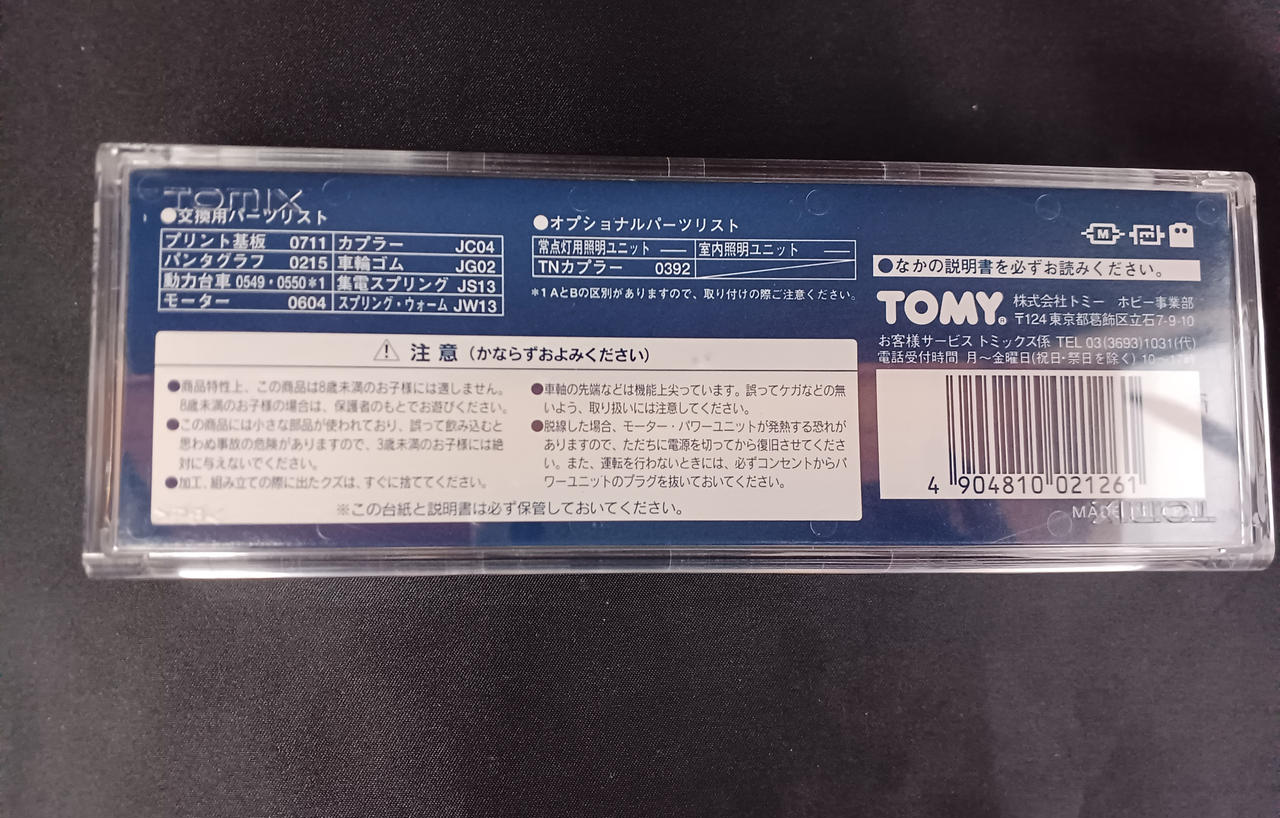 TOMIX
●交換用パーツリスト
プリント基板 0711 カプラー JC04
パンタグラフ 0215 車輪ゴム JG02
動力台車 0549・0550*1 集電スプリング JS13
モーター 0604 スプリング・ウォーム JW13
●オプショナルパーツリスト
常点灯用照明ユニット ── 室内照明ユニット ──
TNカプラー 0392
*1 AとBの区別がありますので、取り付けの際ご注意ください。
⚠ 注意 (かならずおよみください)
●商品特性上、この商品は8歳未満のお子様には適しません。
8歳未満のお子様の場合は、保護者のもとでお遊びください。
●この商品には小さな部品が使われており、誤って飲み込むと
思わぬ事故の危険がありますので、3歳未満のお子様には絶
対に与えないでください。
●加工、組み立ての際に出たクズは、すぐに捨ててください。
●車軸の先端などは機能上尖っています。誤ってケガなどの無
いよう、取り扱いには注意してください。
●脱線した場合、モーター・パワーユニットが発熱する恐れが
ありますので、ただちに電源を切ってから復旧させてくださ
い。また、運転を行わないときには、必ずコンセントからパ
ワーユニットのプラグを抜いておいてください。
※この台紙と説明書は必ず保管しておいてください。
M
●なかの説明書を必ずお読みください。
TOMY® 株式会社トミー ホビー事業部
〒124 東京都葛飾区立石7-9-10
お客様サービス トミックス係 TEL 03(3693)1031(代)
電話受付時間 月〜金曜日(祝日・祭日を除く) 10〜17時
4 904810 021261
MADE